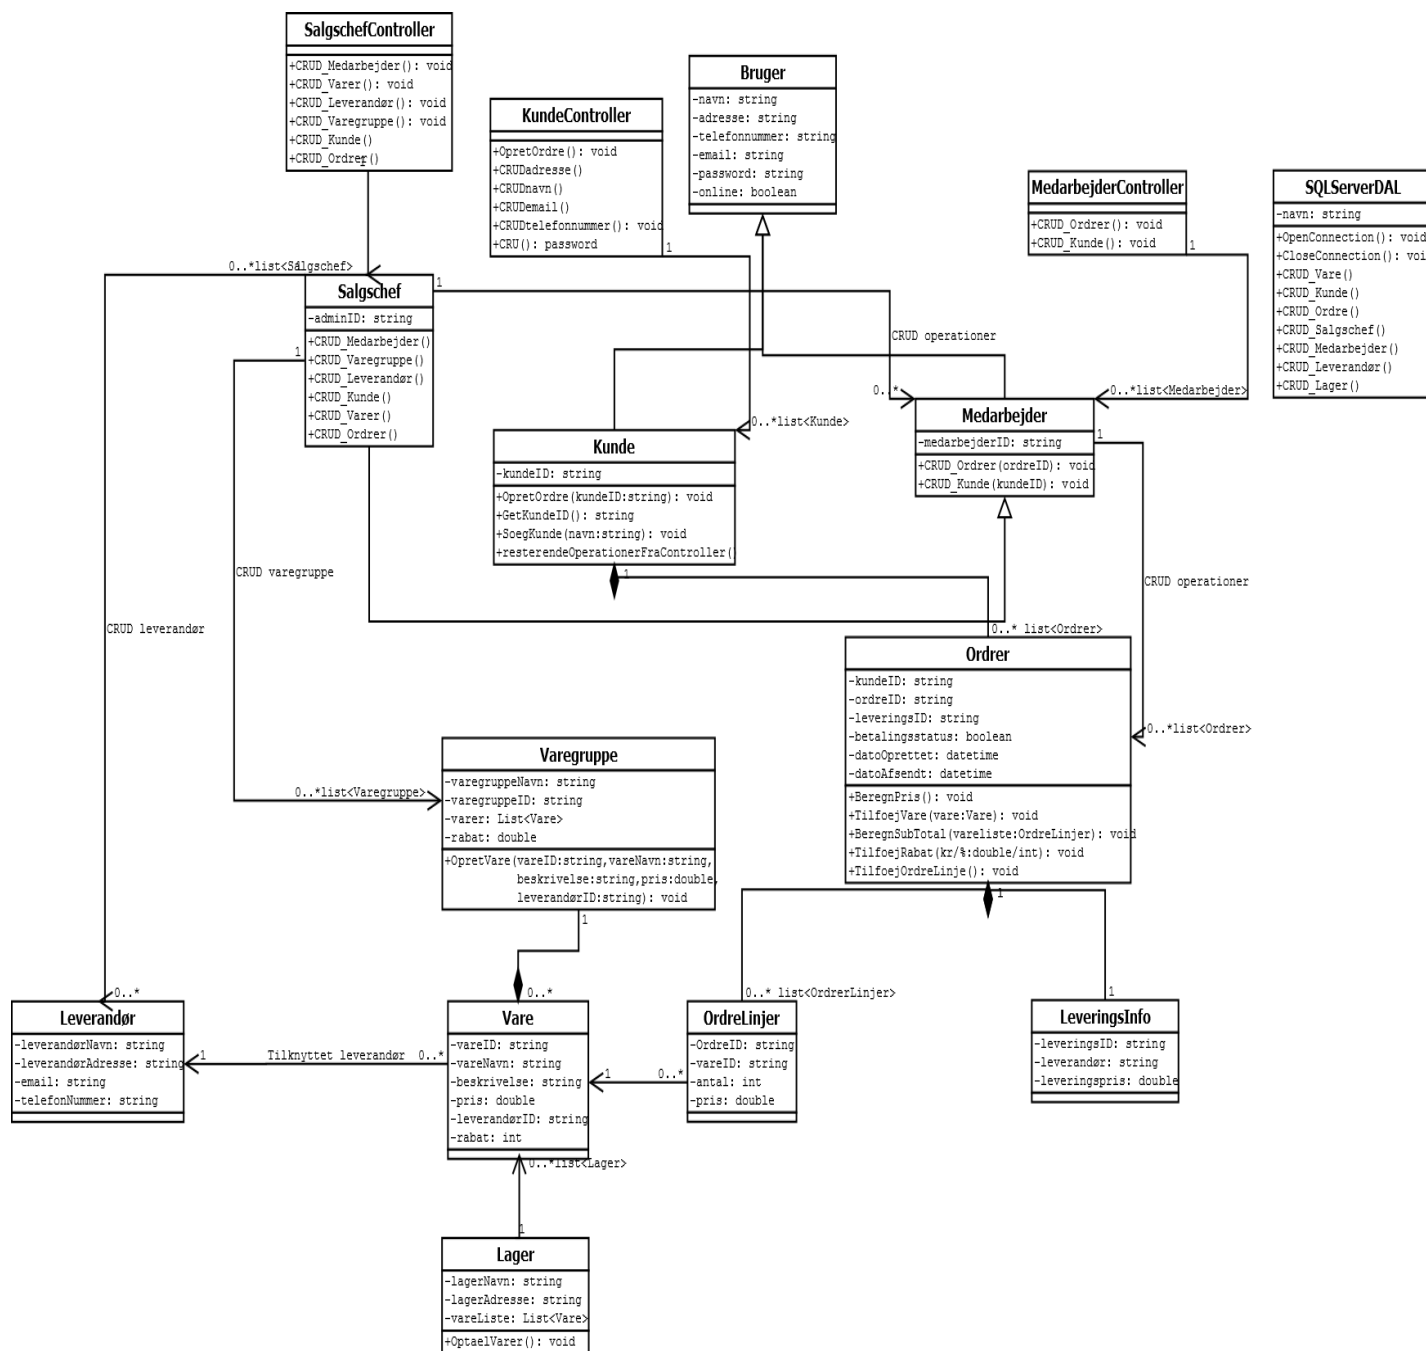 SalgschefController
+CRUD_Medarbejder(): void
+CRUD_Varer(): void
+CRUD_Leverandør(): void
+CRUD_Varegruppe(): void
+CRUD_Kunde()
+CRUD_Ordrer()
KundeController
+OpretOrdre(): void
+CRUDadresse()
+CRUDnavn()
+CRUDemail()
+CRUDtelefonnummer(): void
+CRU(): password
1
Bruger
-navn: string
-adresse: string
-telefonnummer: string
-email: string
-password: string
-online: boolean
MedarbejderController
+CRUD_Ordrer(): void
+CRUD_Kunde(): void
1
SQLServerDAL
-navn: string
+OpenConnection(): void
+CloseConnection(): voi
+CRUD_Vare()
+CRUD_Kunde()
+CRUD_Ordre()
+CRUD_Salgschef()
+CRUD_Medarbejder()
+CRUD_Leverandør()
+CRUD_Lager()
0..*list<Salgschef>
Salgschef
-adminID: string
+CRUD_Medarbejder()
+CRUD_Varegruppe()
+CRUD_Leverandør()
+CRUD_Kunde()
+CRUD_Varer()
+CRUD_Ordrer()
1
1
CRUD operationer
0..*
0..*list<Medarbejder>
Medarbejder
-medarbejderID: string
+CRUD_Ordrer(ordreID): void
+CRUD_Kunde(kundeID): void
1
0..*list<Kunde>
Kunde
-kundeID: string
+OpretOrdre(kundeID:string): void
+GetKundeID(): string
+SoegKunde(navn:string): void
+resterendeOperationerFraController()
1
CRUD varegruppe
CRUD operationer
CRUD leverandør
0..* list<Ordrer>
Ordrer
-kundeID: string
-ordreID: string
-leveringsID: string
-betalingsstatus: boolean
-datoOprettet: datetime
-datoAfsendt: datetime
+BeregnPris(): void
+TilfoejVare(vare:Vare): void
+BeregnSubTotal(vareliste:OrdreLinjer): void
+TilfoejRabat(kr/%:double/int): void
+TilfoejOrdreLinje(): void
0..*list<Ordrer>
1
0..*list<Varegruppe>
Varegruppe
-varegruppeNavn: string
-varegruppeID: string
-varer: List<Vare>
-rabat: double
+OpretVare(vareID:string,vareNavn:string,
beskrivelse:string,pris:double,
leverandørID:string): void
1
0..*
Leverandør
-leverandørNavn: string
-leverandørAdresse: string
-email: string
-telefonNummer: string
1
Tilknyttet leverandør
0..*
0..*
Vare
-vareID: string
-vareNavn: string
-beskrivelse: string
-pris: double
-leverandørID: string
-rabat: int
1
0..*
0..* list<OrdrerLinjer>
OrdreLinjer
-OrdreID: string
-vareID: string
-antal: int
-pris: double
1
LeveringsInfo
-leveringsID: string
-leverandør: string
-leveringspris: double
0..*list<Lager>
1
Lager
-lagerNavn: string
-lagerAdresse: string
-vareListe: List<Vare>
+OptaelVarer(): void